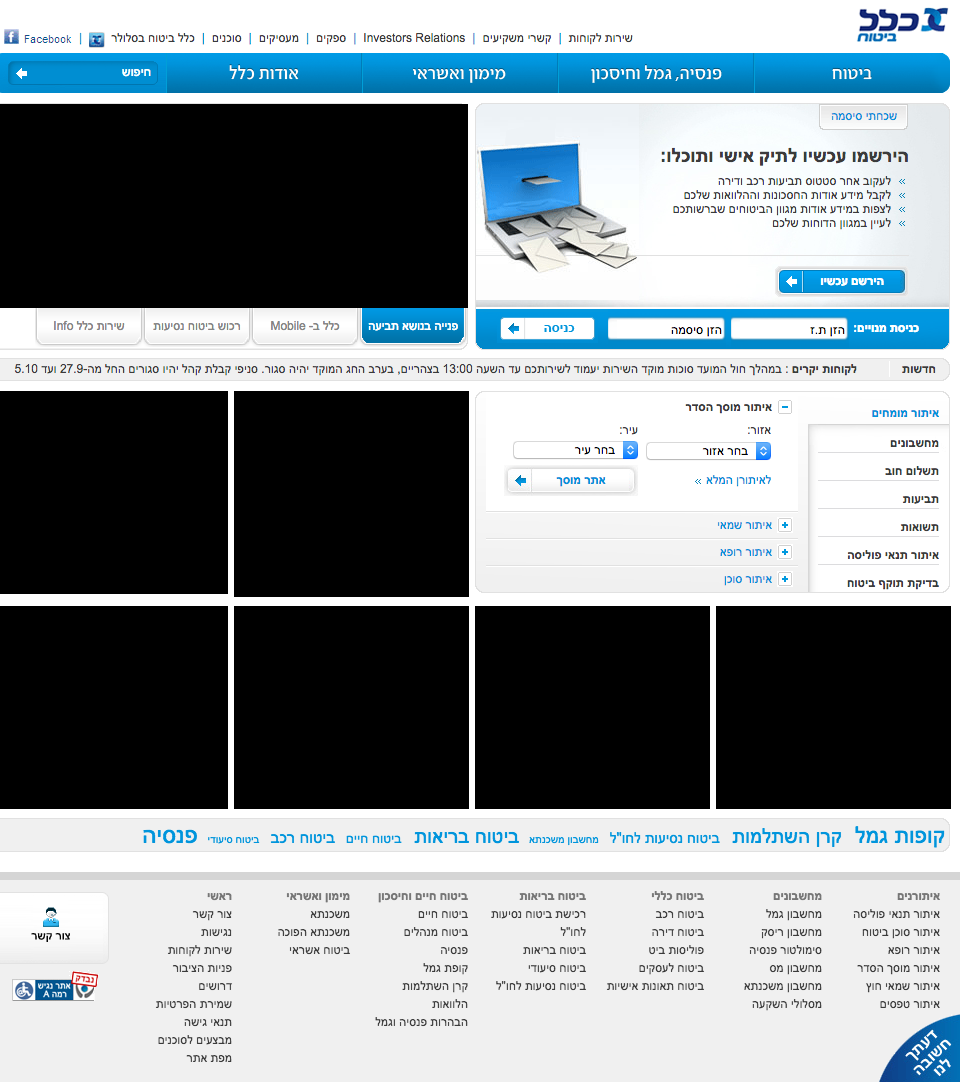 כלל
ביטוח
שירות לקוחות | קשרי משקיעים | Investors Relations | ספקים | מעסיקים | סוכנים | כלל ביטוח בסלולר | Facebook
ביטוח
פנסיה, גמל וחיסכון
מימון ואשראי
אודות כלל
חיפוש
שכחתי סיסמה
הירשמו עכשיו לתיק אישי ותוכלו:
« לעקוב אחר סטטוס תביעות רכב ודירה
« לקבל מידע אודות החסכונות וההלוואות שלכם
« לצפות במידע אודות מגוון הביטוחים שברשותכם
« לעיין במגוון הדוחות שלכם
הירשם עכשיו
כניסת מנויים:
הזן ת.ז
הזן סיסמה
כניסה
פנייה בנושא תביעה
כלל ב- Mobile
רכוש ביטוח נסיעות
שירות כלל Info
חדשות
לקוחות יקרים : במהלך חול המועד סוכות מוקד השירות יעמוד לשירותכם עד השעה 13:00 בצהריים, בערב החג המוקד יהיה סגור. סניפי קבלת קהל יהיו סגורים החל מה-27.9 ועד 5.10
איתור מומחים
מחשבונים
תשלום חוב
תביעות
תשואות
איתור תנאי פוליסה
בדיקת תוקף ביטוח
איתור מוסך הסדר
אזור:
עיר:
בחר אזור
בחר עיר
לאיתורן המלא »
אתר מוסך
איתור שמאי
איתור רופא
איתור סוכן
קופות גמל קרן השתלמות ביטוח נסיעות לחו"ל מחשבון משכנתא ביטוח בריאות ביטוח חיים ביטוח רכב ביטוח סיעודי פנסיה
איתורנים
איתור תנאי פוליסה
איתור סוכן ביטוח
איתור רופא
איתור מוסך הסדר
איתור שמאי חוץ
איתור טפסים
מחשבונים
מחשבון גמל
מחשבון ריסק
סימולטור פנסיה
מחשבון מס
מחשבון משכנתא
מסלולי השקעה
ביטוח כללי
ביטוח רכב
ביטוח דירה
פוליסות ביט
ביטוח לעסקים
ביטוח תאונות אישיות
ביטוח בריאות
רכישת ביטוח נסיעות
לחו"ל
ביטוח בריאות
ביטוח סיעודי
ביטוח נסיעות לחו"ל
ביטוח חיים וחיסכון
ביטוח חיים
ביטוח מנהלים
פנסיה
קופת גמל
קרן השתלמות
הלוואות
הבהרות פנסיה וגמל
מימון ואשראי
משכנתא
משכנתא הפוכה
ביטוח אשראי
ראשי
צור קשר
נגישות
שירות לקוחות
פניות הציבור
דרושים
שמירת הפרטיות
תנאי גישה
מבצעים לסוכנים
מפת אתר
צור קשר
נבדק
אתר נגיש
רמה A
דעתך
חשובה
לנו